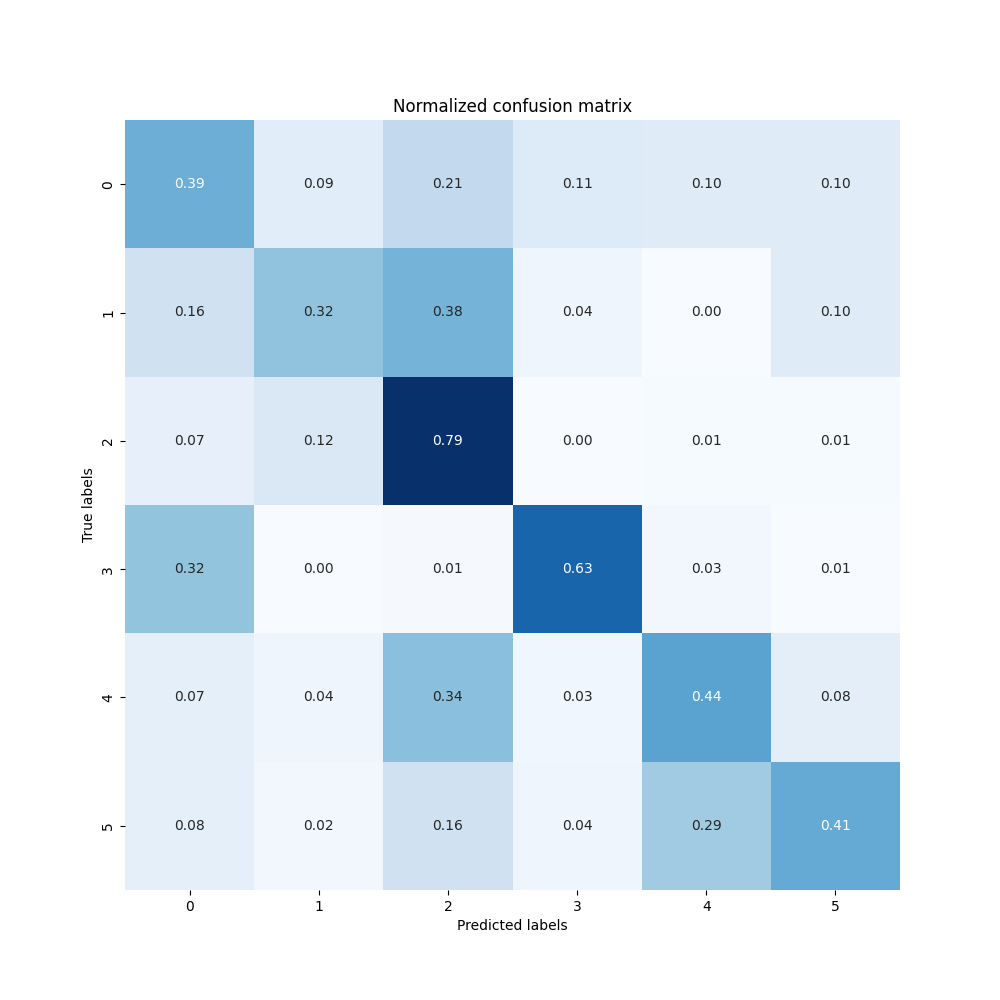 Normalized confusion matrix
True labels
0 0.39 0.09 0.21 0.11 0.10 0.10
1 0.16 0.32 0.38 0.04 0.00 0.10
2 0.07 0.12 0.79 0.00 0.01 0.01
3 0.32 0.00 0.01 0.63 0.03 0.01
4 0.07 0.04 0.34 0.03 0.44 0.08
5 0.08 0.02 0.16 0.04 0.29 0.41
0 1 2 3 4 5
Predicted labels